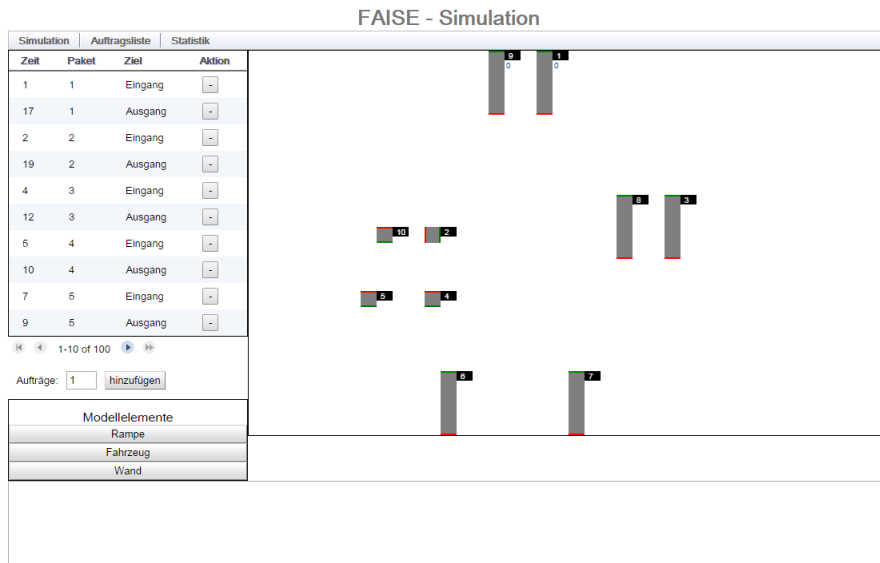 FAISE - Simulation
Simulation Auftragsliste Statistik
Zeit Paket Ziel Aktion
1 1 Eingang -
17 1 Ausgang -
2 2 Eingang -
19 2 Ausgang -
4 3 Eingang -
12 3 Ausgang -
5 4 Eingang -
10 4 Ausgang -
7 5 Eingang -
9 5 Ausgang -
1-10 of 100
Aufträge: 1 hinzufügen
Modellelemente
Rampe
Fahrzeug
Wand
9 1
0 0
8 3
10 2
5 4
6 7